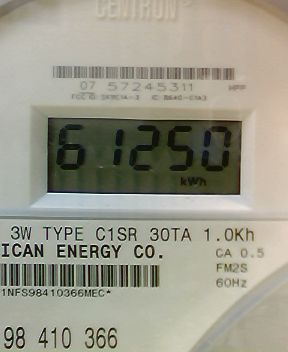 CENTRON®
07 57245311
61250
kWh
3W TYPE C1SR 30TA 1.0Kh
ICAN ENERGY CO.
CA 0.5
FM2S
60Hz
1NFS98410366MEC*
98 410 366